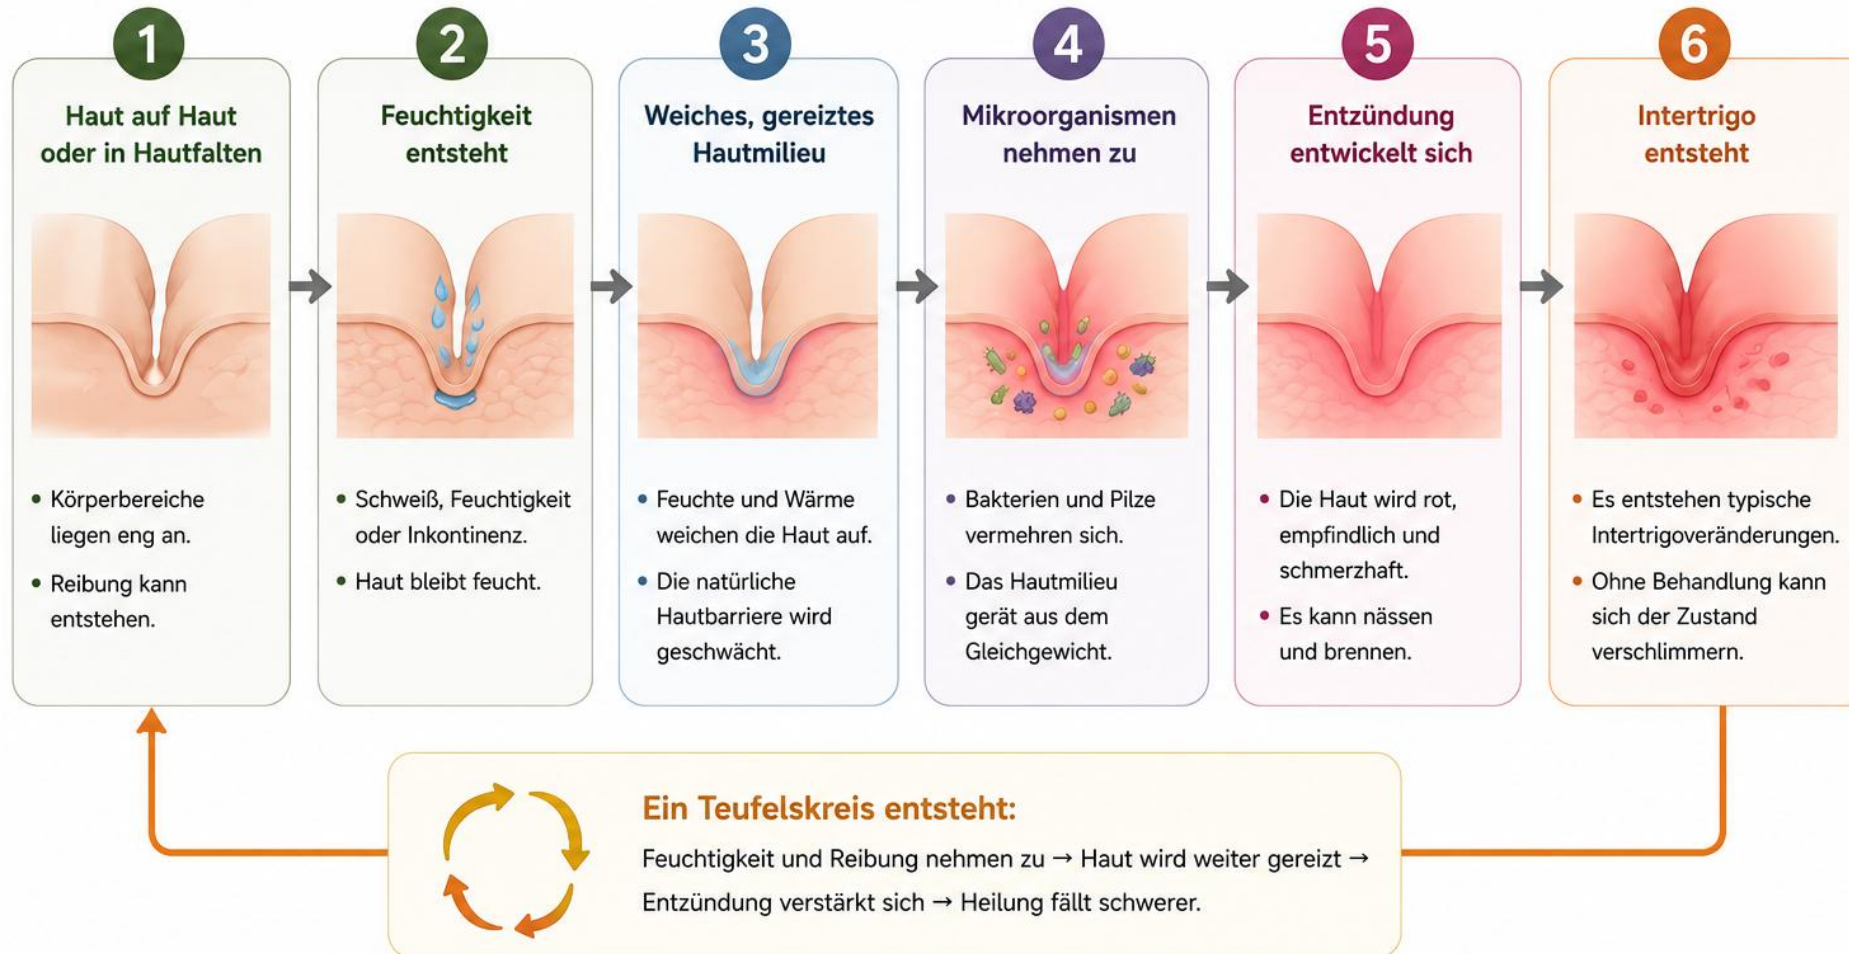 1
Haut auf Haut
oder in Hautfalten
• Körperbereiche
liegen eng an.
• Reibung kann
entstehen.
2
Feuchtigkeit
entsteht
• Schweiß, Feuchtigkeit
oder Inkontinenz.
• Haut bleibt feucht.
3
Weiches, gereiztes
Hautmilieu
• Feuchte und Wärme
weichen die Haut auf.
• Die natürliche
Hautbarriere wird
geschwächt.
4
Mikroorganismen
nehmen zu
• Bakterien und Pilze
vermehren sich.
• Das Hautmilieu
gerät aus dem
Gleichgewicht.
5
Entzündung
entwickelt sich
• Die Haut wird rot,
empfindlich und
schmerzhaft.
• Es kann nässen
und brennen.
6
Intertrigo
entsteht
• Es entstehen typische
Intertrigoveränderungen.
• Ohne Behandlung kann
sich der Zustand
verschlimmern.
Ein Teufelskreis entsteht:
Feuchtigkeit und Reibung nehmen zu → Haut wird weiter gereizt →
Entzündung verstärkt sich → Heilung fällt schwerer.